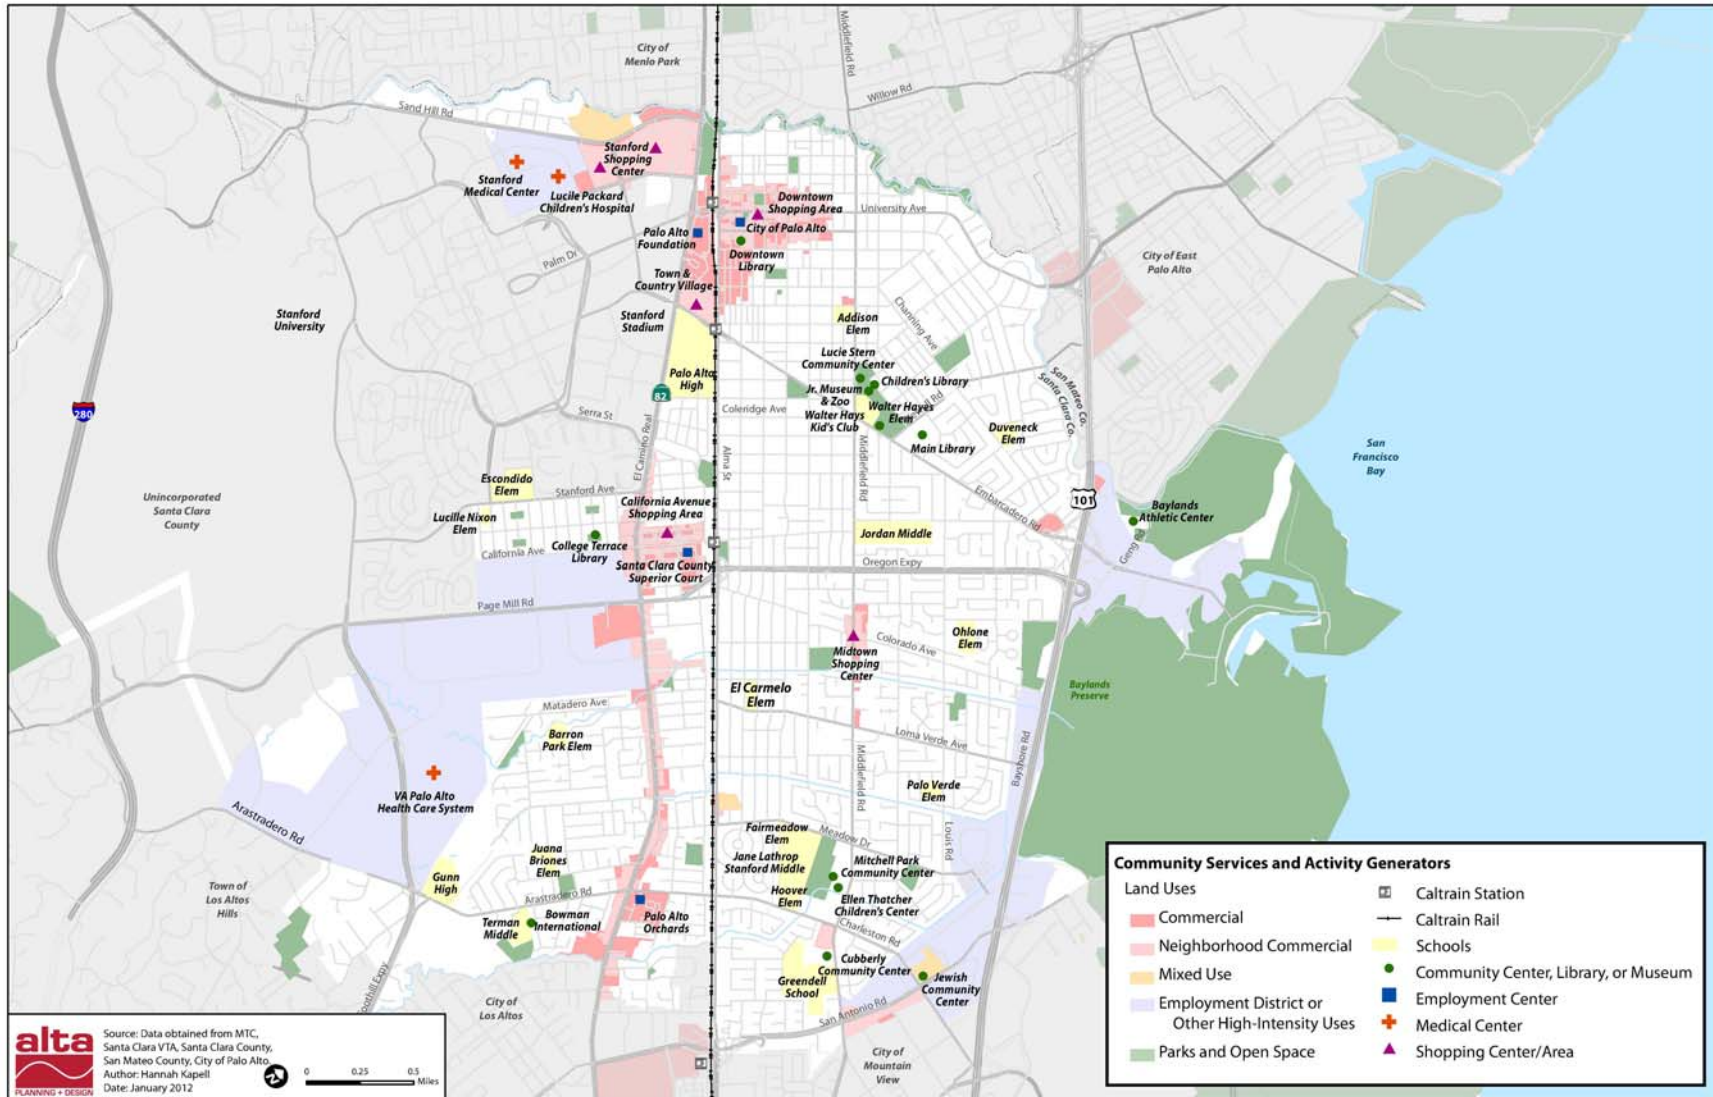 City of
Menlo Park
Middlefield Rd
Willow Rd
Sand Hill Rd
Stanford
Shopping
Center
Stanford
Medical Center
Lucile Packard
Children's Hospital
Downtown
Shopping Area
University Ave
City of Palo Alto
Palo Alto
Foundation
Downtown
Library
City of East
Palo Alto
Palm Dr
Town &
Country Village
Stanford
University
Stanford
Stadium
Addison
Elem
Channing Ave
Lucie Stern
Community Center
Children's Library
San Mateo Co.
Santa Clara Co.
Palo Alto
High
Jr. Museum
& Zoo
Walter Hays
Kid's Club
Walter Hayes
Elem
280
82
Serra St
Coleridge Ave
Main Library
Duveneck
Elem
El Camino Real
Alma St
Middlefield Rd
San
Francisco
Bay
Escondido
Elem
Stanford Ave
Embarcadero Rd
101
Unincorporated
Santa Clara
County
Lucille Nixon
Elem
California Avenue
Shopping Area
Baylands
Athletic Center
Geng Rd
Jordan Middle
California Ave
College Terrace
Library
Santa Clara County
Superior Court
Oregon Expy
Page Mill Rd
Colorado Ave
Ohlone
Elem
Midtown
Shopping
Center
El Carmelo
Elem
Baylands
Preserve
Matadero Ave
Barron
Park Elem
Loma Verde Ave
Bayshore Rd
Middlefield Rd
VA Palo Alto
Health Care System
Palo Verde
Elem
Arastradero Rd
Fairmeadow
Elem
Meadow Dr
Louis Rd
Jane Lathrop
Stanford Middle
Mitchell Park
Community Center
Juana
Briones
Elem
Gunn
High
Hoover
Elem
Ellen Thatcher
Children's Center
Town of
Los Altos
Hills
Arastradero Rd
Terman
Middle
Bowman
International
Palo Alto
Orchards
Charleston Rd
Cubberly
Community Center
Greendell
School
Jewish
Community
Center
Foothill Expy
City of
Los Altos
San Antonio Rd
City of
Mountain
View
Community Services and Activity Generators
Land Uses
Commercial
Neighborhood Commercial
Mixed Use
Employment District or
Other High-Intensity Uses
Parks and Open Space
Caltrain Station
Caltrain Rail
Schools
Community Center, Library, or Museum
Employment Center
Medical Center
Shopping Center/Area
alta
PLANNING + DESIGN
Source: Data obtained from MTC,
Santa Clara VTA, Santa Clara County,
San Mateo County, City of Palo Alto.
Author: Hannah Kapell
Date: January 2012
0 0.25 0.5
Miles